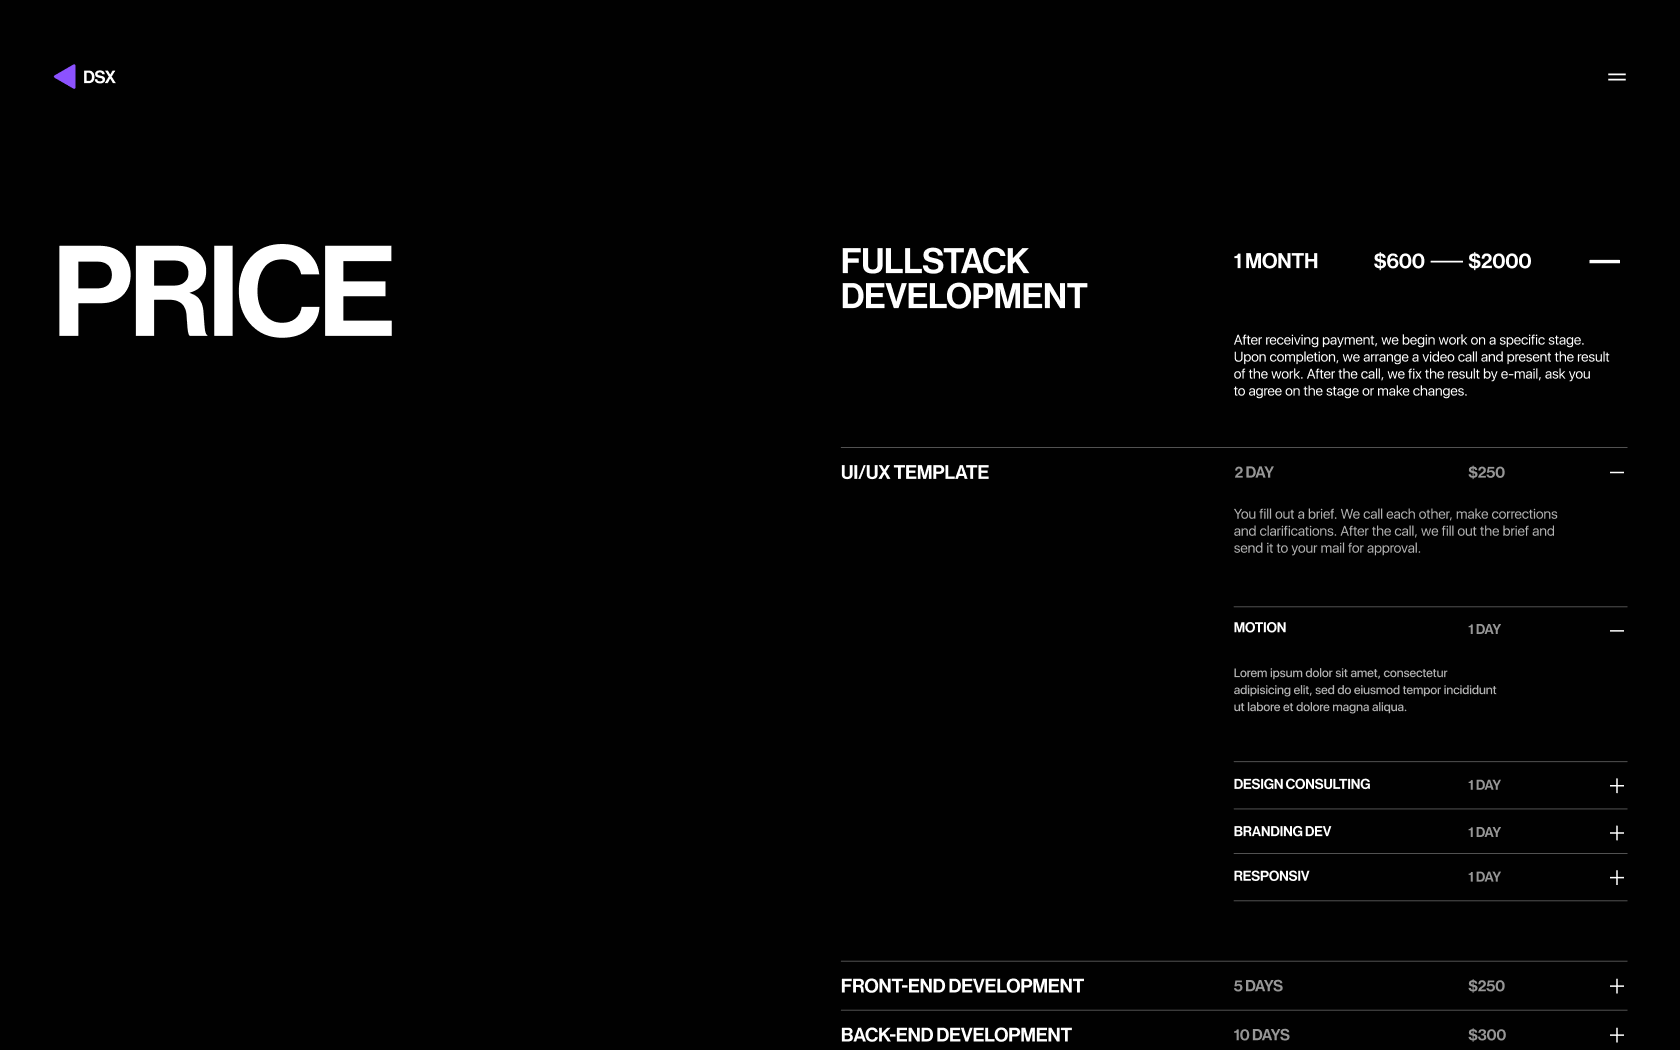 DSX
PRICE
FULLSTACK
DEVELOPMENT
1 MONTH $600 — $2000
After receiving payment, we begin work on a specific stage.
Upon completion, we arrange a video call and present the result
of the work. After the call, we fix the result by e-mail, ask you
to agree on the stage or make changes.
UI/UX TEMPLATE 2 DAY $250
You fill out a brief. We call each other, make corrections
and clarifications. After the call, we fill out the brief and
send it to your mail for approval.
MOTION 1 DAY
Lorem ipsum dolor sit amet, consectetur
adipisicing elit, sed do eiusmod tempor incididunt
ut labore et dolore magna aliqua.
DESIGN CONSULTING 1 DAY
BRANDING DEV 1 DAY
RESPONSIV 1 DAY
FRONT-END DEVELOPMENT 5 DAYS $250
BACK-END DEVELOPMENT 10 DAYS $300